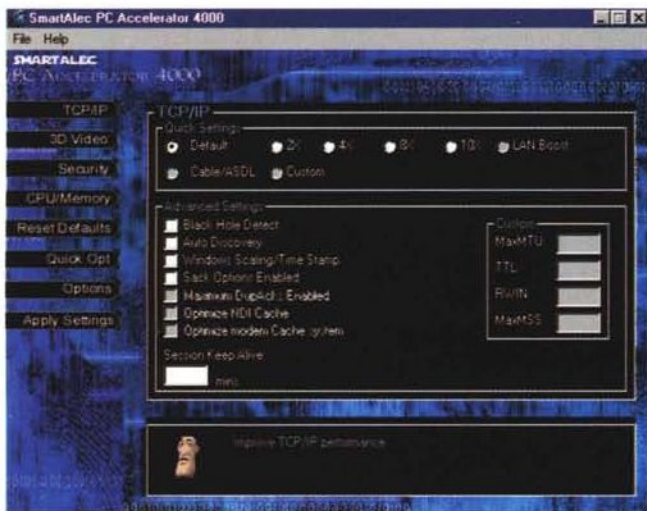 SmartAlec PC Accelerator 4000
File Help
SMARTALEC
PC ACCELERATOR 4000
TCP/IP
3D Video
Security
CPU/Memory
Reset Defaults
Quick Opt
Options
Apply Settings
TCP/IP
Quick Settings
Default 2X 4X 8X 10X LAN Boost
Cable/ASDL Custom
Advanced Settings
Black Hole Detect
Auto Discovery
Windows Scaling/Time Stamp
Sack Options Enabled
Maximum DupAcks Enabled
Optimize NDI Cache
Optimize modem Cache system
Session Keep Alive
mins
Custom
MaxMTU
TTL
RWIN
MaxMSS
Improve TCP/IP performance